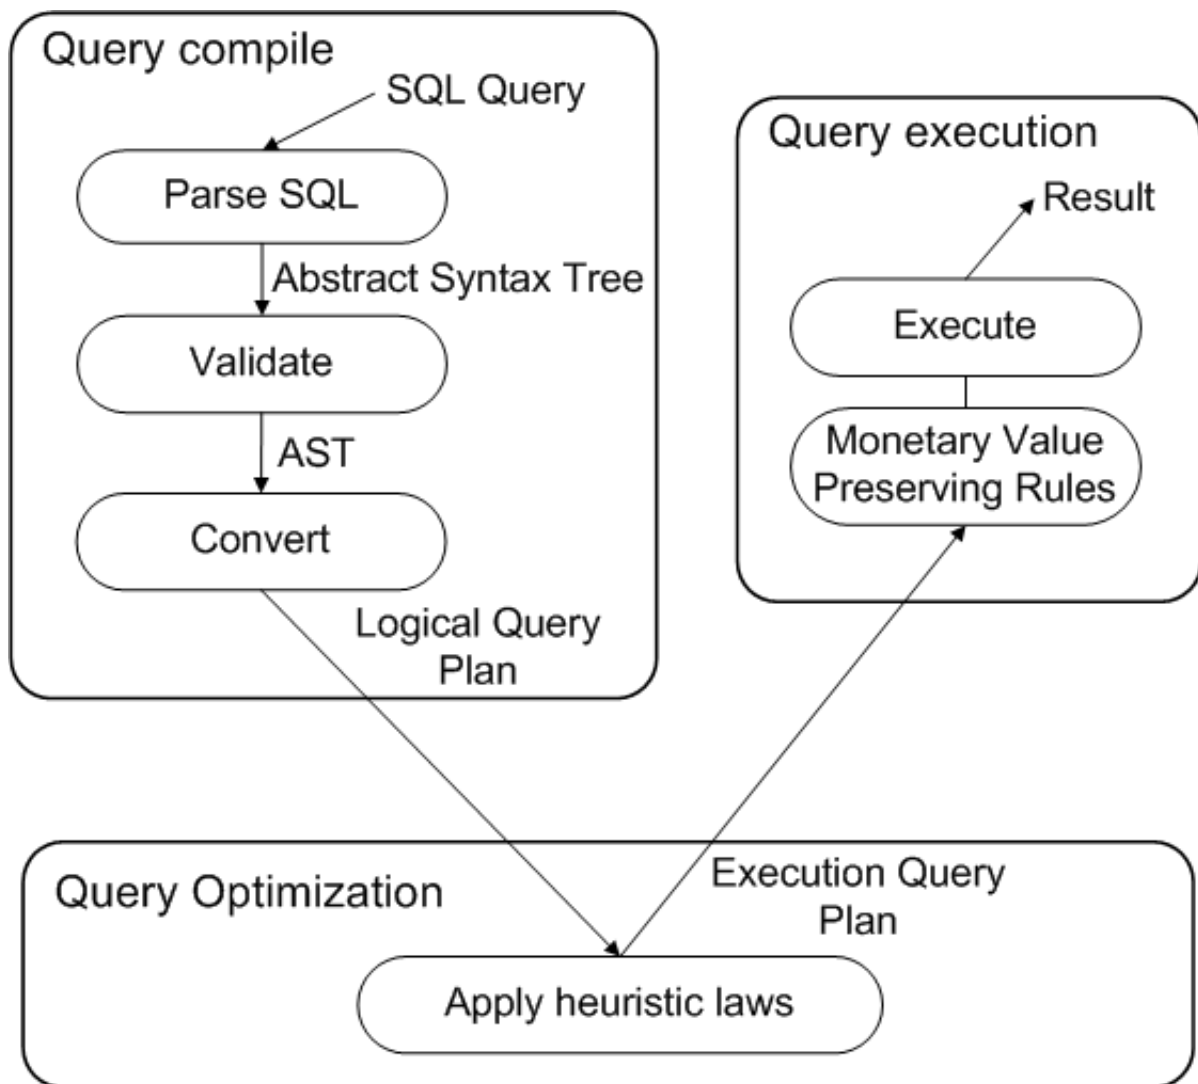 Query compile
SQL Query
Parse SQL
Abstract Syntax Tree
Validate
AST
Convert
Logical Query
Plan
Query execution
Result
Execute
Monetary Value
Preserving Rules
Query Optimization
Execution Query
Plan
Apply heuristic laws